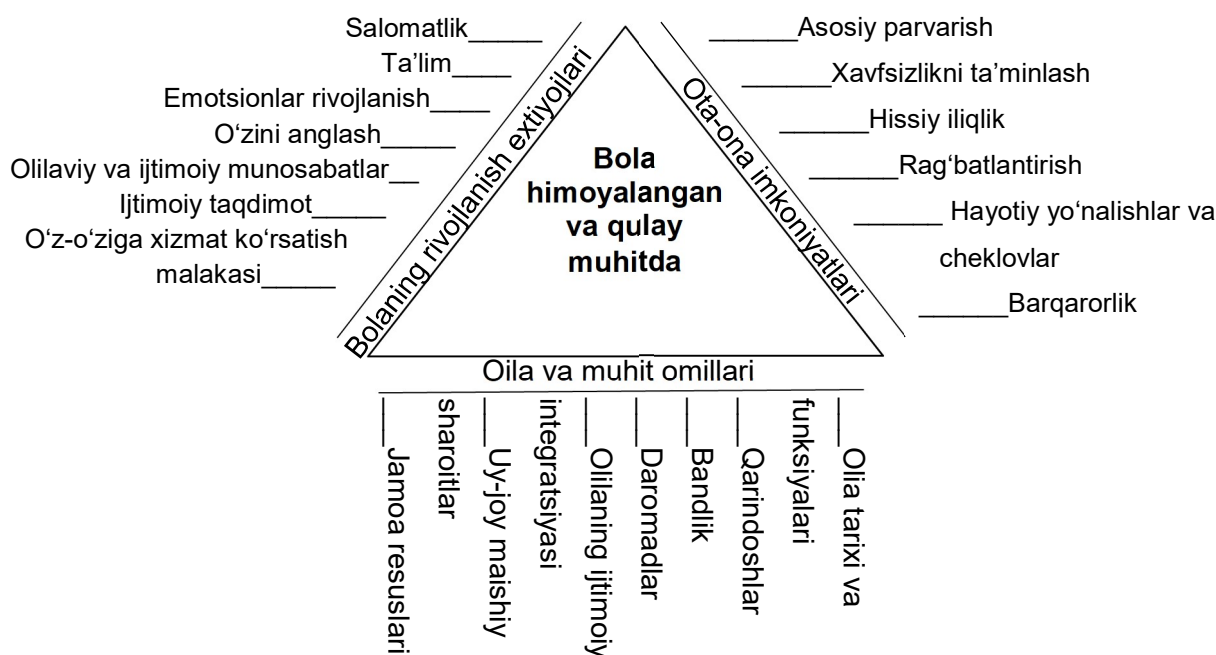 Salomatlik_____
Ta’lim____
Emotsionlar rivojlanish____
O‘zini anglash_____
Olilaviy va ijtimoiy munosabatlar__
Ijtimoiy taqdimot_____
O‘z-o‘ziga xizmat ko‘rsatish
malakasi_____
Bolaning rivojlanish extiyojlari
Bola
himoyalangan
va qulay
muhitda
Ota-ona imkoniyatlari
______Asosiy parvarish
______Xavfsizlikni ta’minlash
______Hissiy iliqlik
______Rag‘batlantirish
______ Hayotiy yo‘nalishlar va
cheklovlar
______Barqarorlik
Oila va muhit omillari
___Olia tarixi va
funksiyalari
___Qarindoshlar
___Bandlik
___Daromadlar
___Olilaning ijtimoiy
integratsiyasi
___Uy-joy maishiy
sharoitlar
___Jamoa resuslari